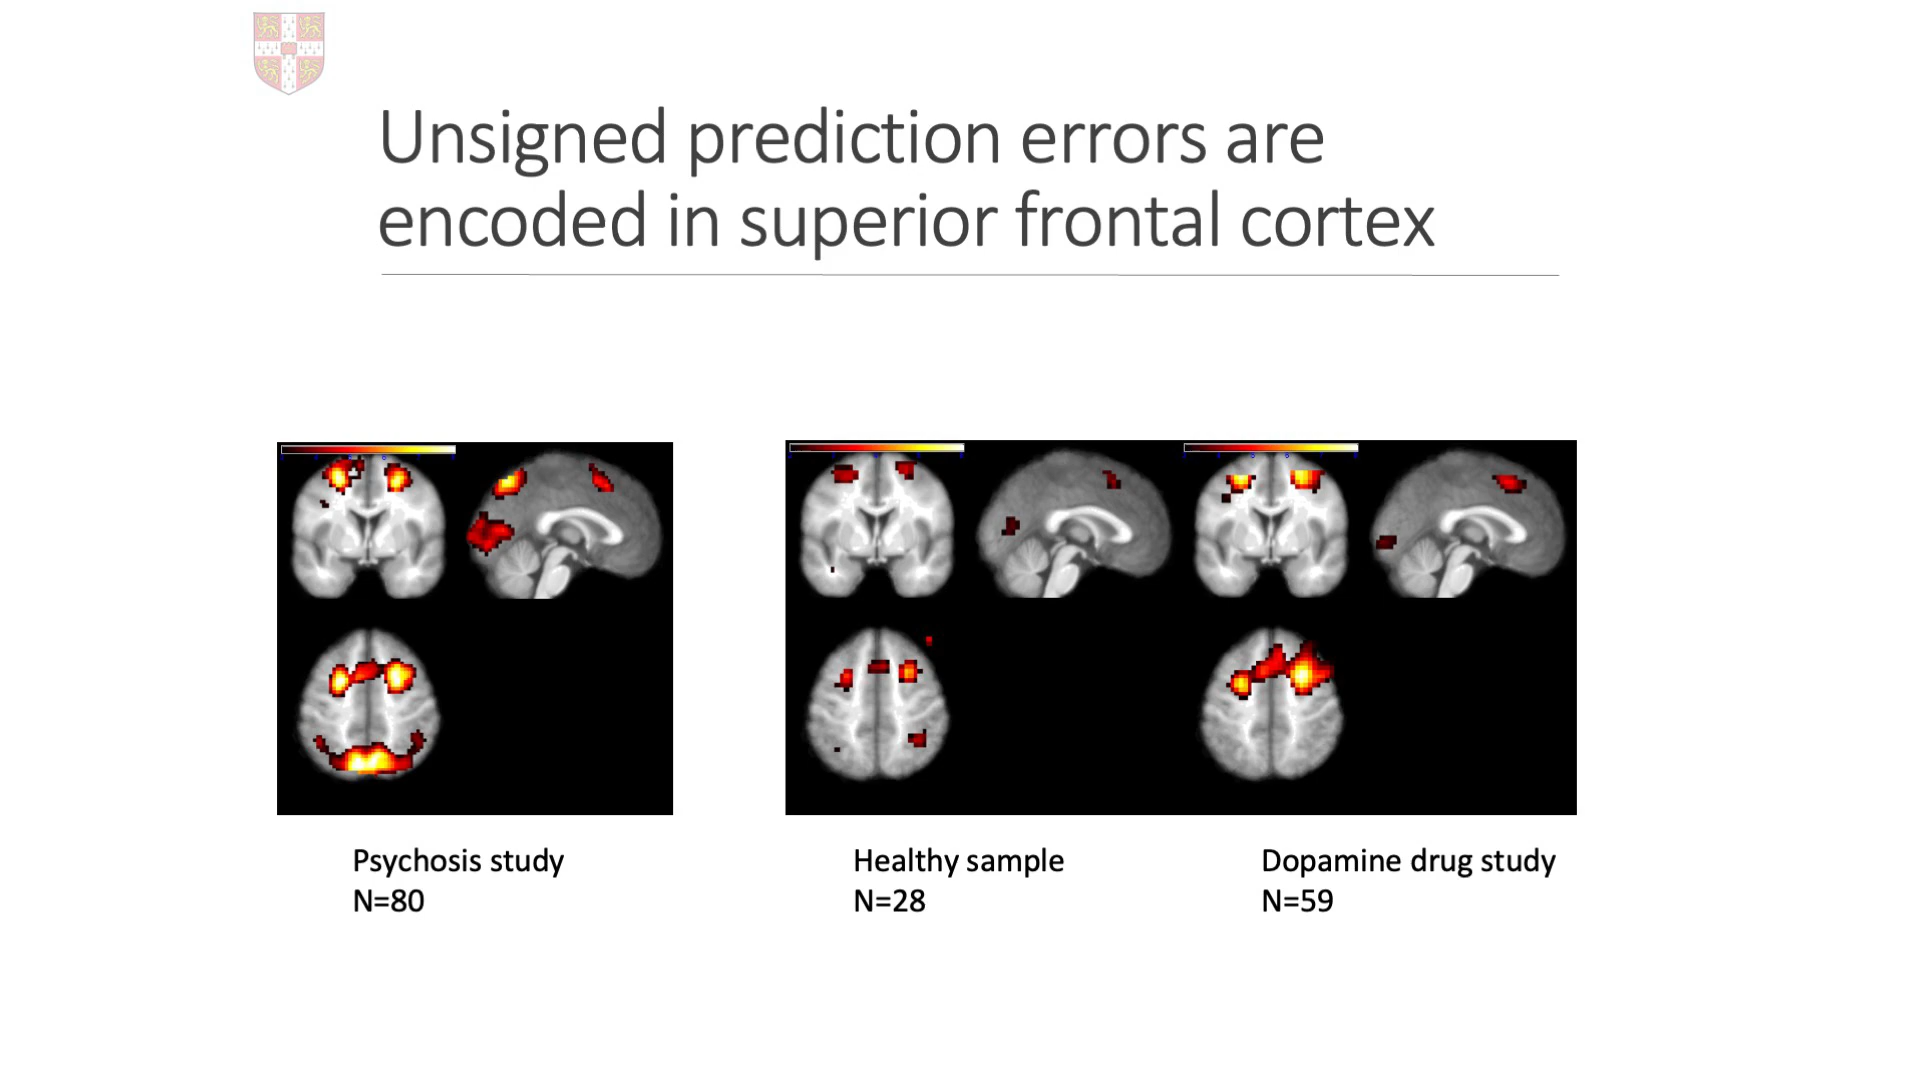 Unsigned prediction errors are
encoded in superior frontal cortex
Psychosis study
N=80
Healthy sample
N=28
Dopamine drug study
N=59